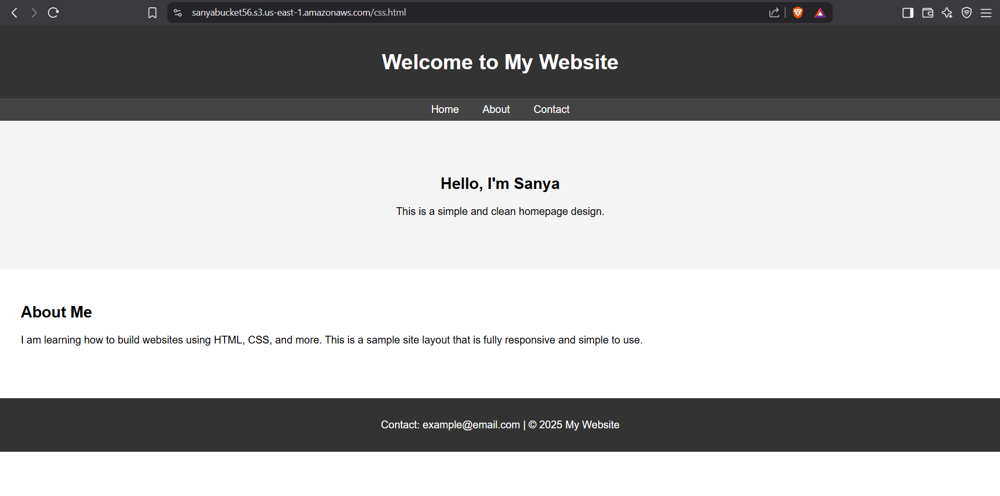 sanyabucket56.s3.us-east-1.amazonaws.com/css.html
Welcome to My Website
Home About Contact
Hello, I'm Sanya
This is a simple and clean homepage design.
About Me
I am learning how to build websites using HTML, CSS, and more. This is a sample site layout that is fully responsive and simple to use.
Contact: example@email.com | © 2025 My Website